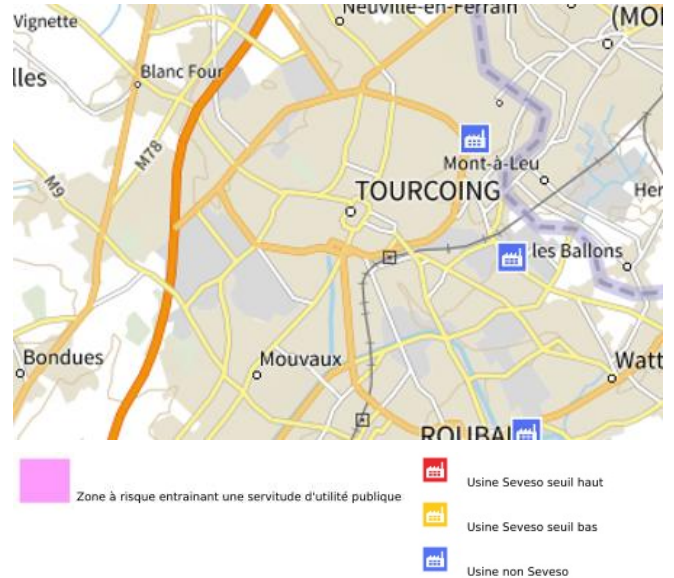 Neuville-en-Ferrain
Vignette
(MO
lles
Blanc Four
M78
Mont-à-Leu
M9
TOURCOING
Her
les Ballons
Bondues
Mouvaux
Watt
ROUBAI
Zone à risque entrainant une servitude d'utilité publique
Usine Seveso seuil haut
Usine Seveso seuil bas
Usine non Seveso